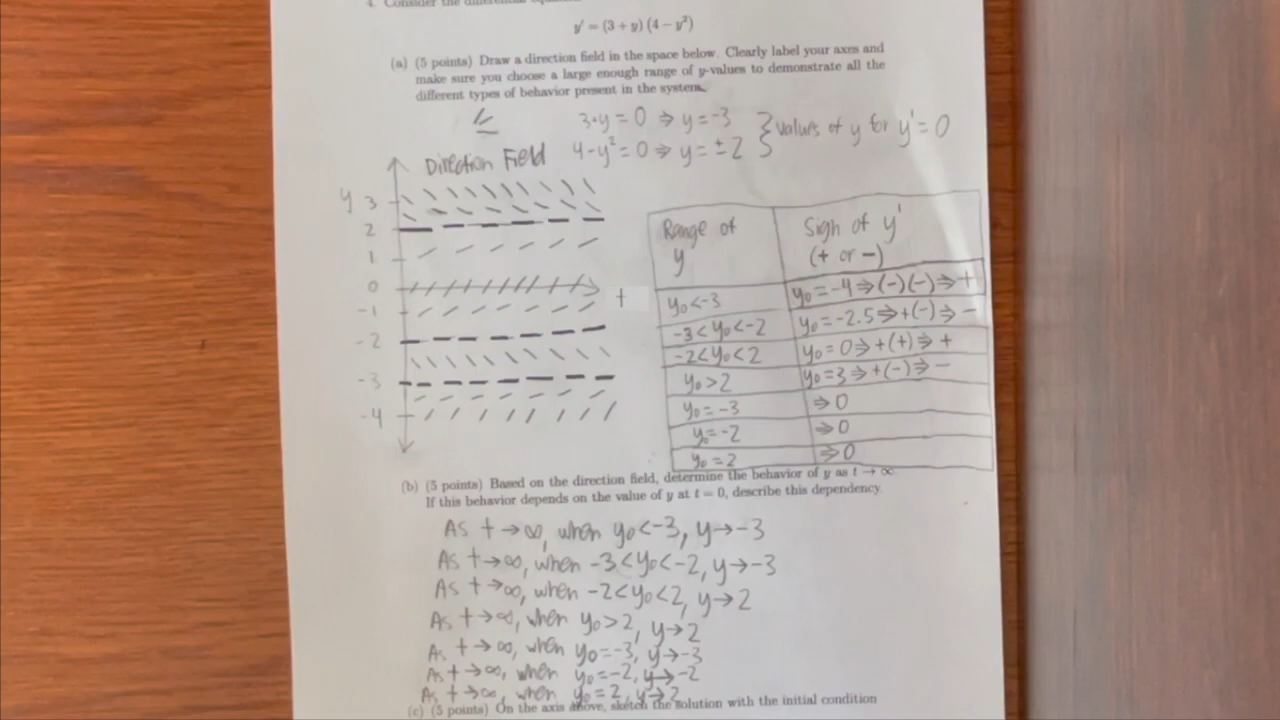 4. Consider the differential
y' = (3 + y) (4 − y²)
(a) (5 points) Draw a direction field in the space below. Clearly label your axes and
make sure you choose a large enough range of y-values to demonstrate all the
different types of behavior present in the system.
3+y = 0 ⇒ y = -3
4-y² = 0 ⇒ y = ±2
} values of y for y' = 0
Direction Field
y
3
2
1
0
-1
-2
-3
-4
t
Range of y | Sign of y' (+ or −)
y₀ < -3 | y₀ = -4 ⇒ (-)(-) ⇒ +
-3 < y₀ < -2 | y₀ = -2.5 ⇒ +(-) ⇒ −
-2 < y₀ < 2 | y₀ = 0 ⇒ +(+) ⇒ +
y₀ > 2 | y₀ = 3 ⇒ +(-) ⇒ −
y₀ = -3 | ⇒ 0
y₀ = -2 | ⇒ 0
y₀ = 2 | ⇒ 0
(b) (5 points) Based on the direction field, determine the behavior of y as t → ∞
If this behavior depends on the value of y at t = 0, describe this dependency.
As t → ∞, when y₀ < -3, y → -3
As t → ∞, when -3 < y₀ < -2, y → -3
As t → ∞, when -2 < y₀ < 2, y → 2
As t → ∞, when y₀ > 2, y → 2
As t → ∞, when y₀ = -3, y → -3
As t → ∞, when y₀ = -2, y → -2
As t → ∞, when y₀ = 2, y → 2
(c) (5 points) On the axis above, sketch the solution with the initial condition